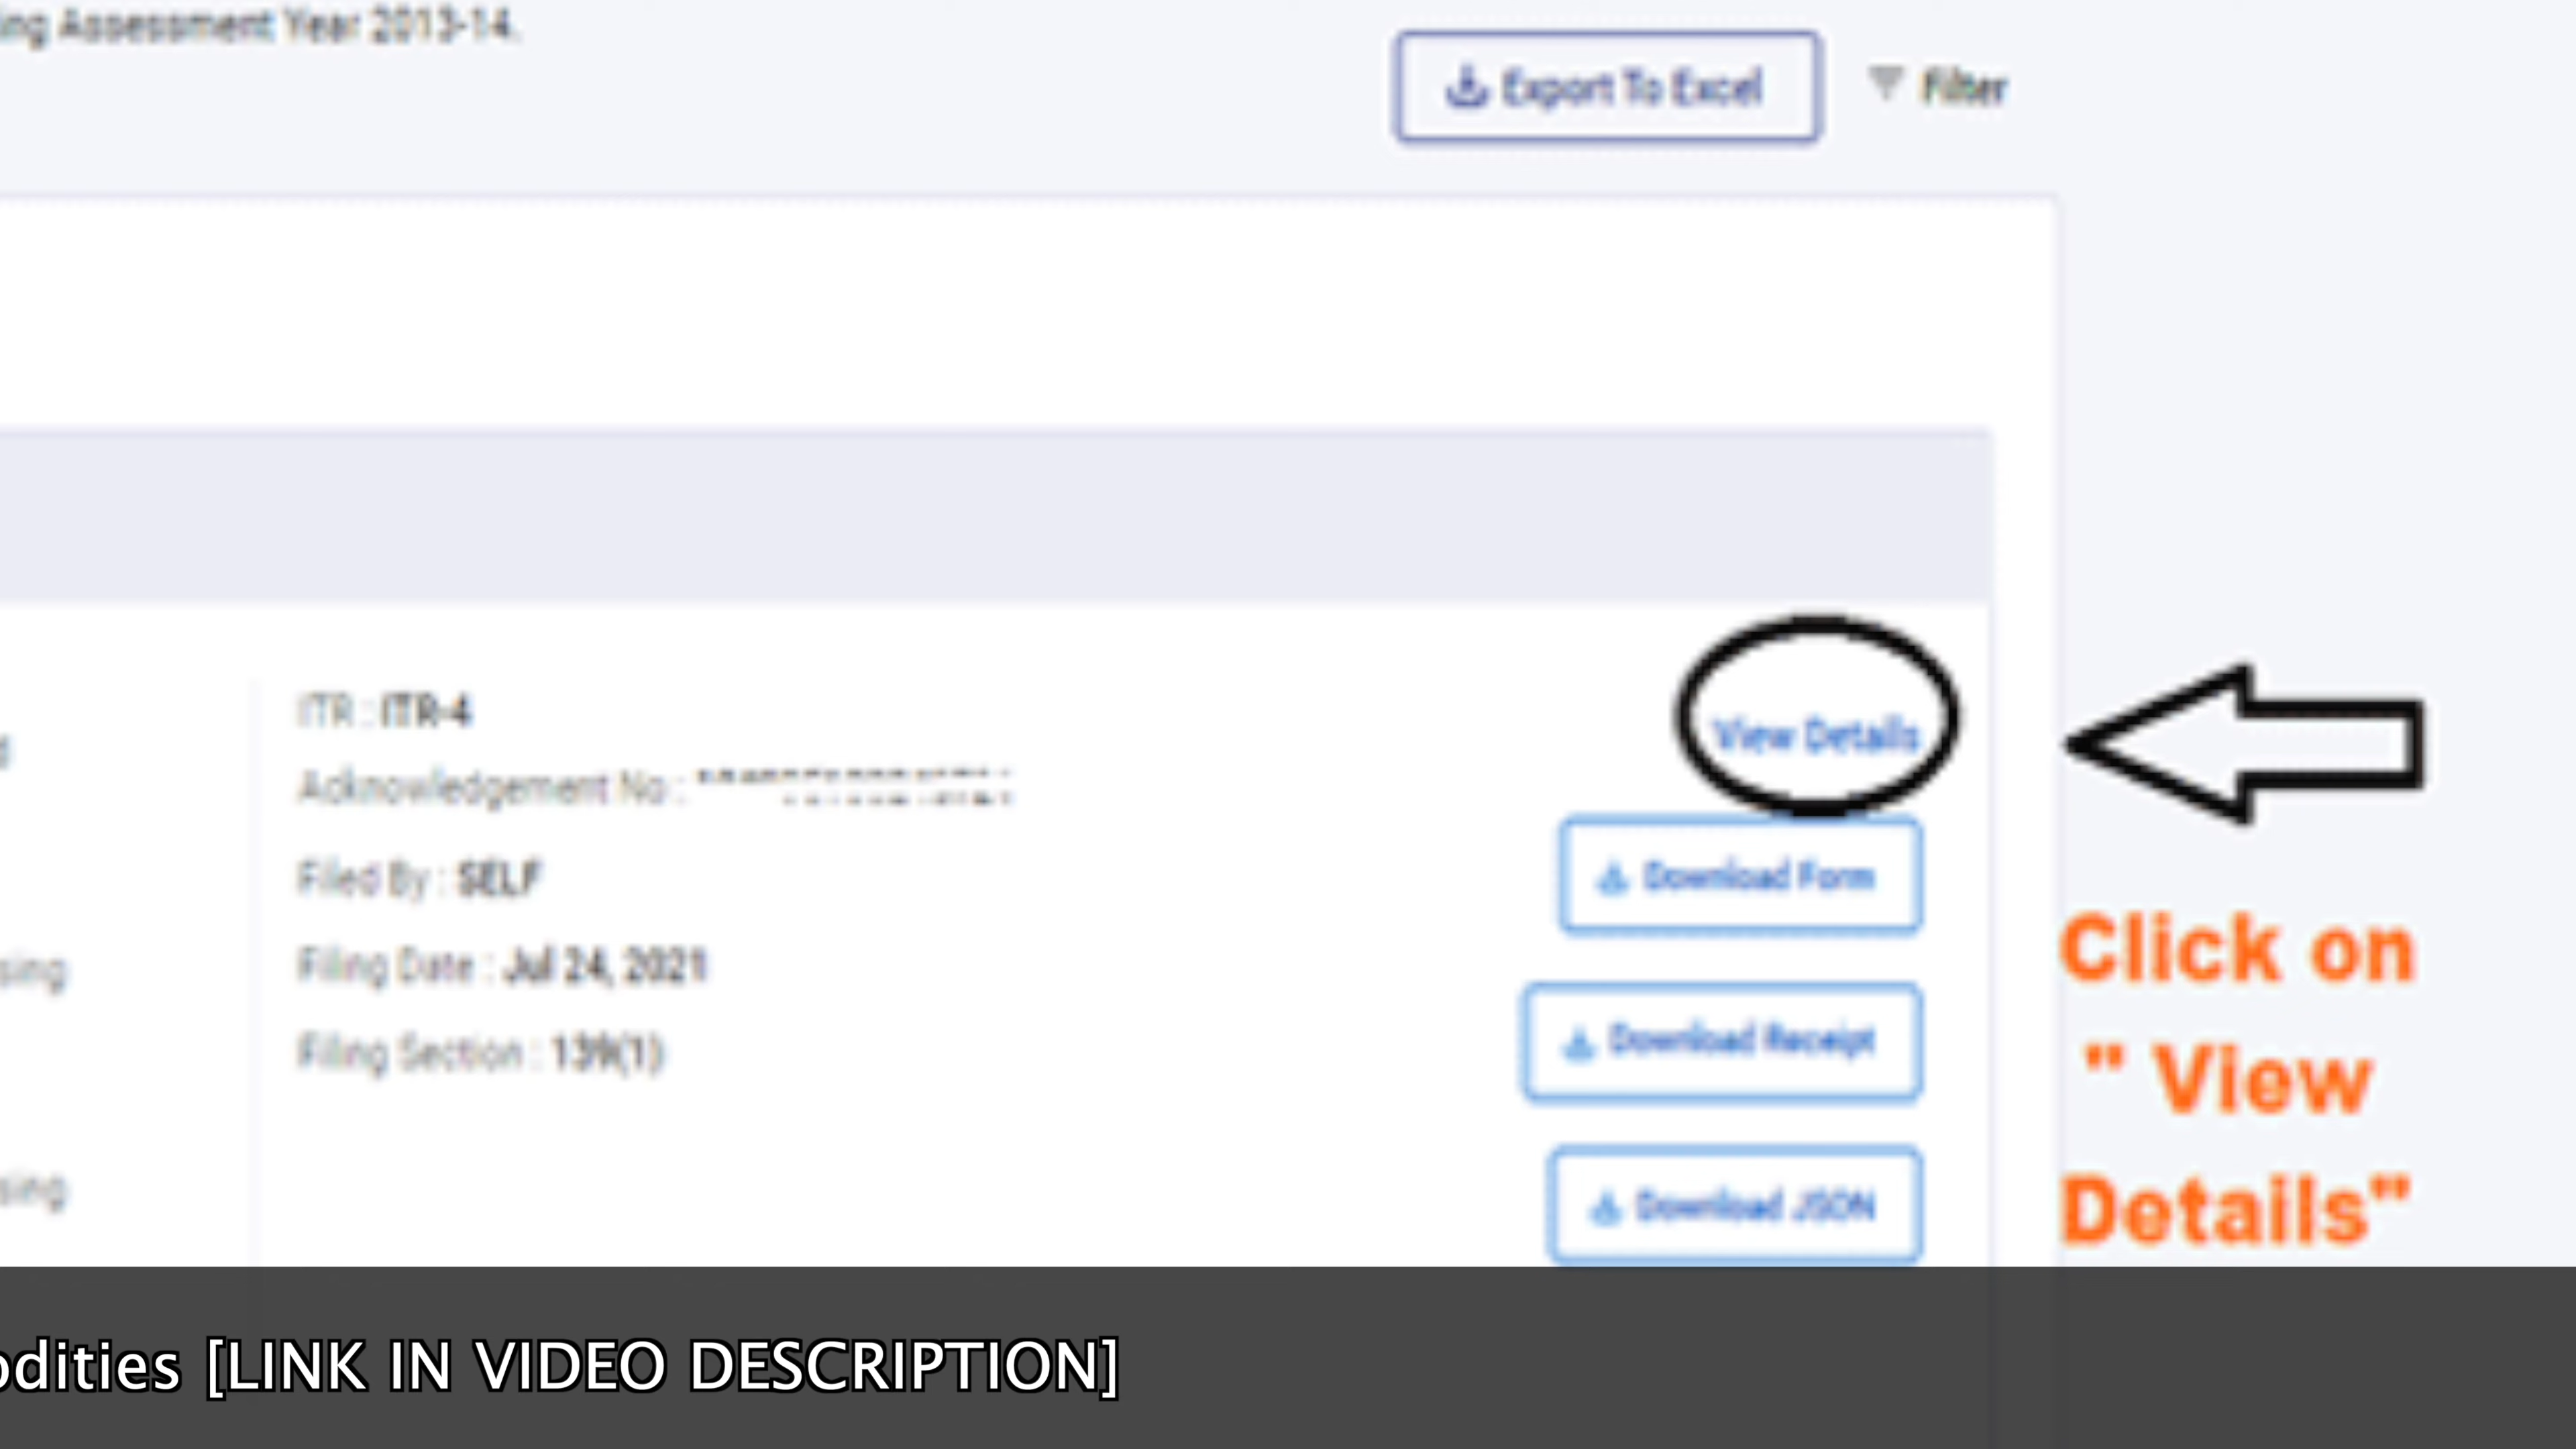 ing Assessment Year 2013-14.
Export To Excel
Filter
ITR : ITR-4
View Details
Acknowledgement No :
Filed By : SELF
Download Form
Click on
sing
Filing Date : Jul 24, 2021
Filing Section : 139(1)
Download Receipt
" View
sing
Download JSON
Details"
odities [LINK IN VIDEO DESCRIPTION]